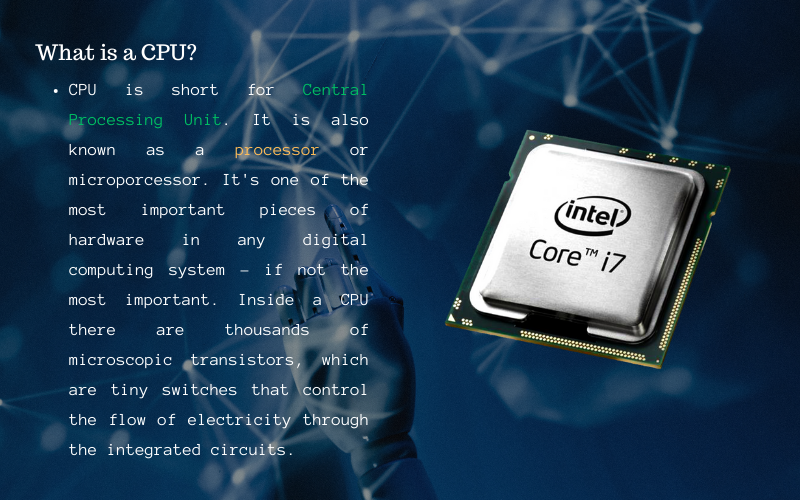 What is a CPU?
• CPU is short for Central
Processing Unit. It is also
known as a processor or
microporcessor. It's one of the
most important pieces of
hardware in any digital
computing system – if not the
most important. Inside a CPU
there are thousands of
microscopic transistors, which
are tiny switches that control
the flow of electricity through
the integrated circuits.
intel®
Core™ i7